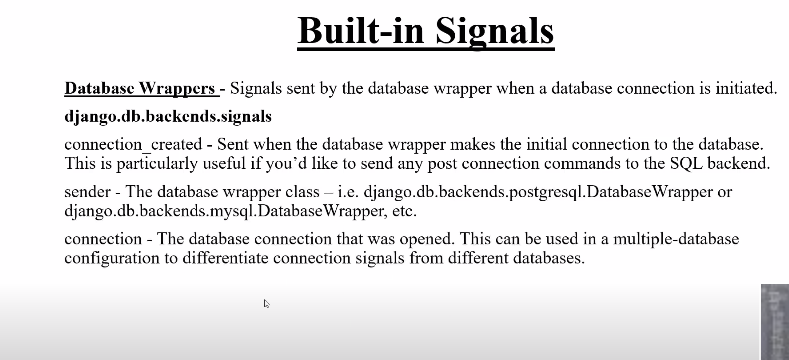 Built-in Signals
Database Wrappers - Signals sent by the database wrapper when a database connection is initiated.
django.db.backends.signals
connection_created - Sent when the database wrapper makes the initial connection to the database.
This is particularly useful if you’d like to send any post connection commands to the SQL backend.
sender - The database wrapper class – i.e. django.db.backends.postgresql.DatabaseWrapper or
django.db.backends.mysql.DatabaseWrapper, etc.
connection - The database connection that was opened. This can be used in a multiple-database
configuration to differentiate connection signals from different databases.